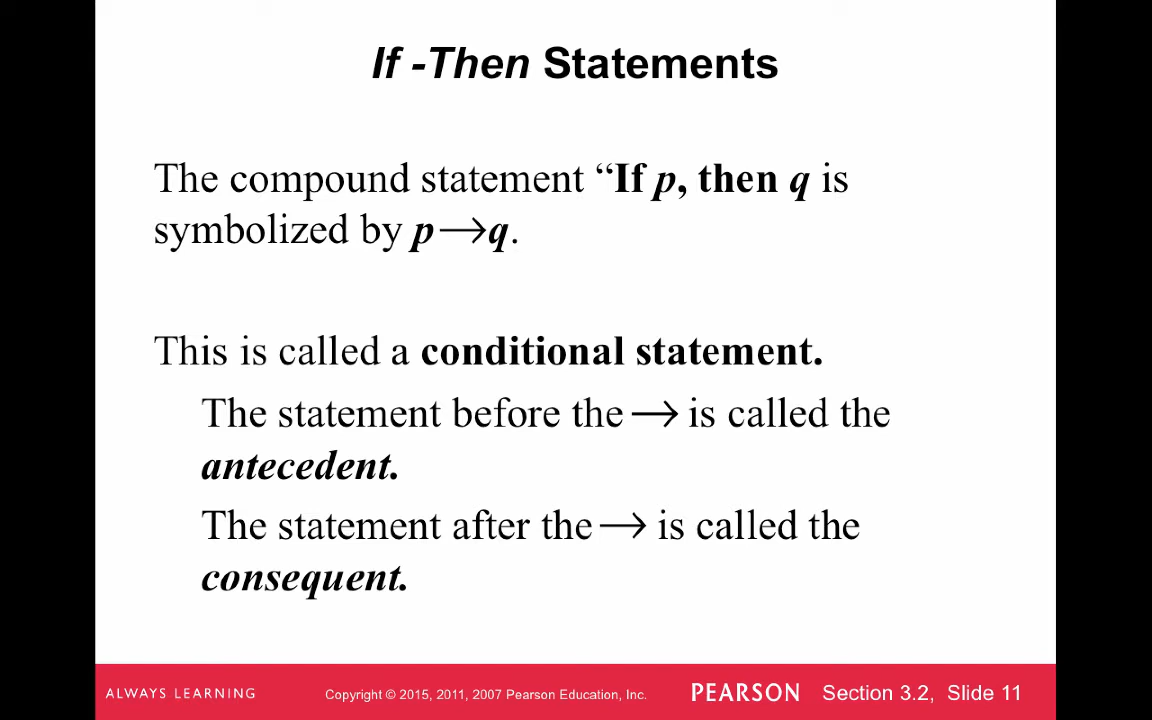 If -Then Statements
The compound statement “If p, then q is
symbolized by p→q.
This is called a conditional statement.
The statement before the → is called the
antecedent.
The statement after the → is called the
consequent.
ALWAYS LEARNING Copyright © 2015, 2011, 2007 Pearson Education, Inc. PEARSON Section 3.2, Slide 11